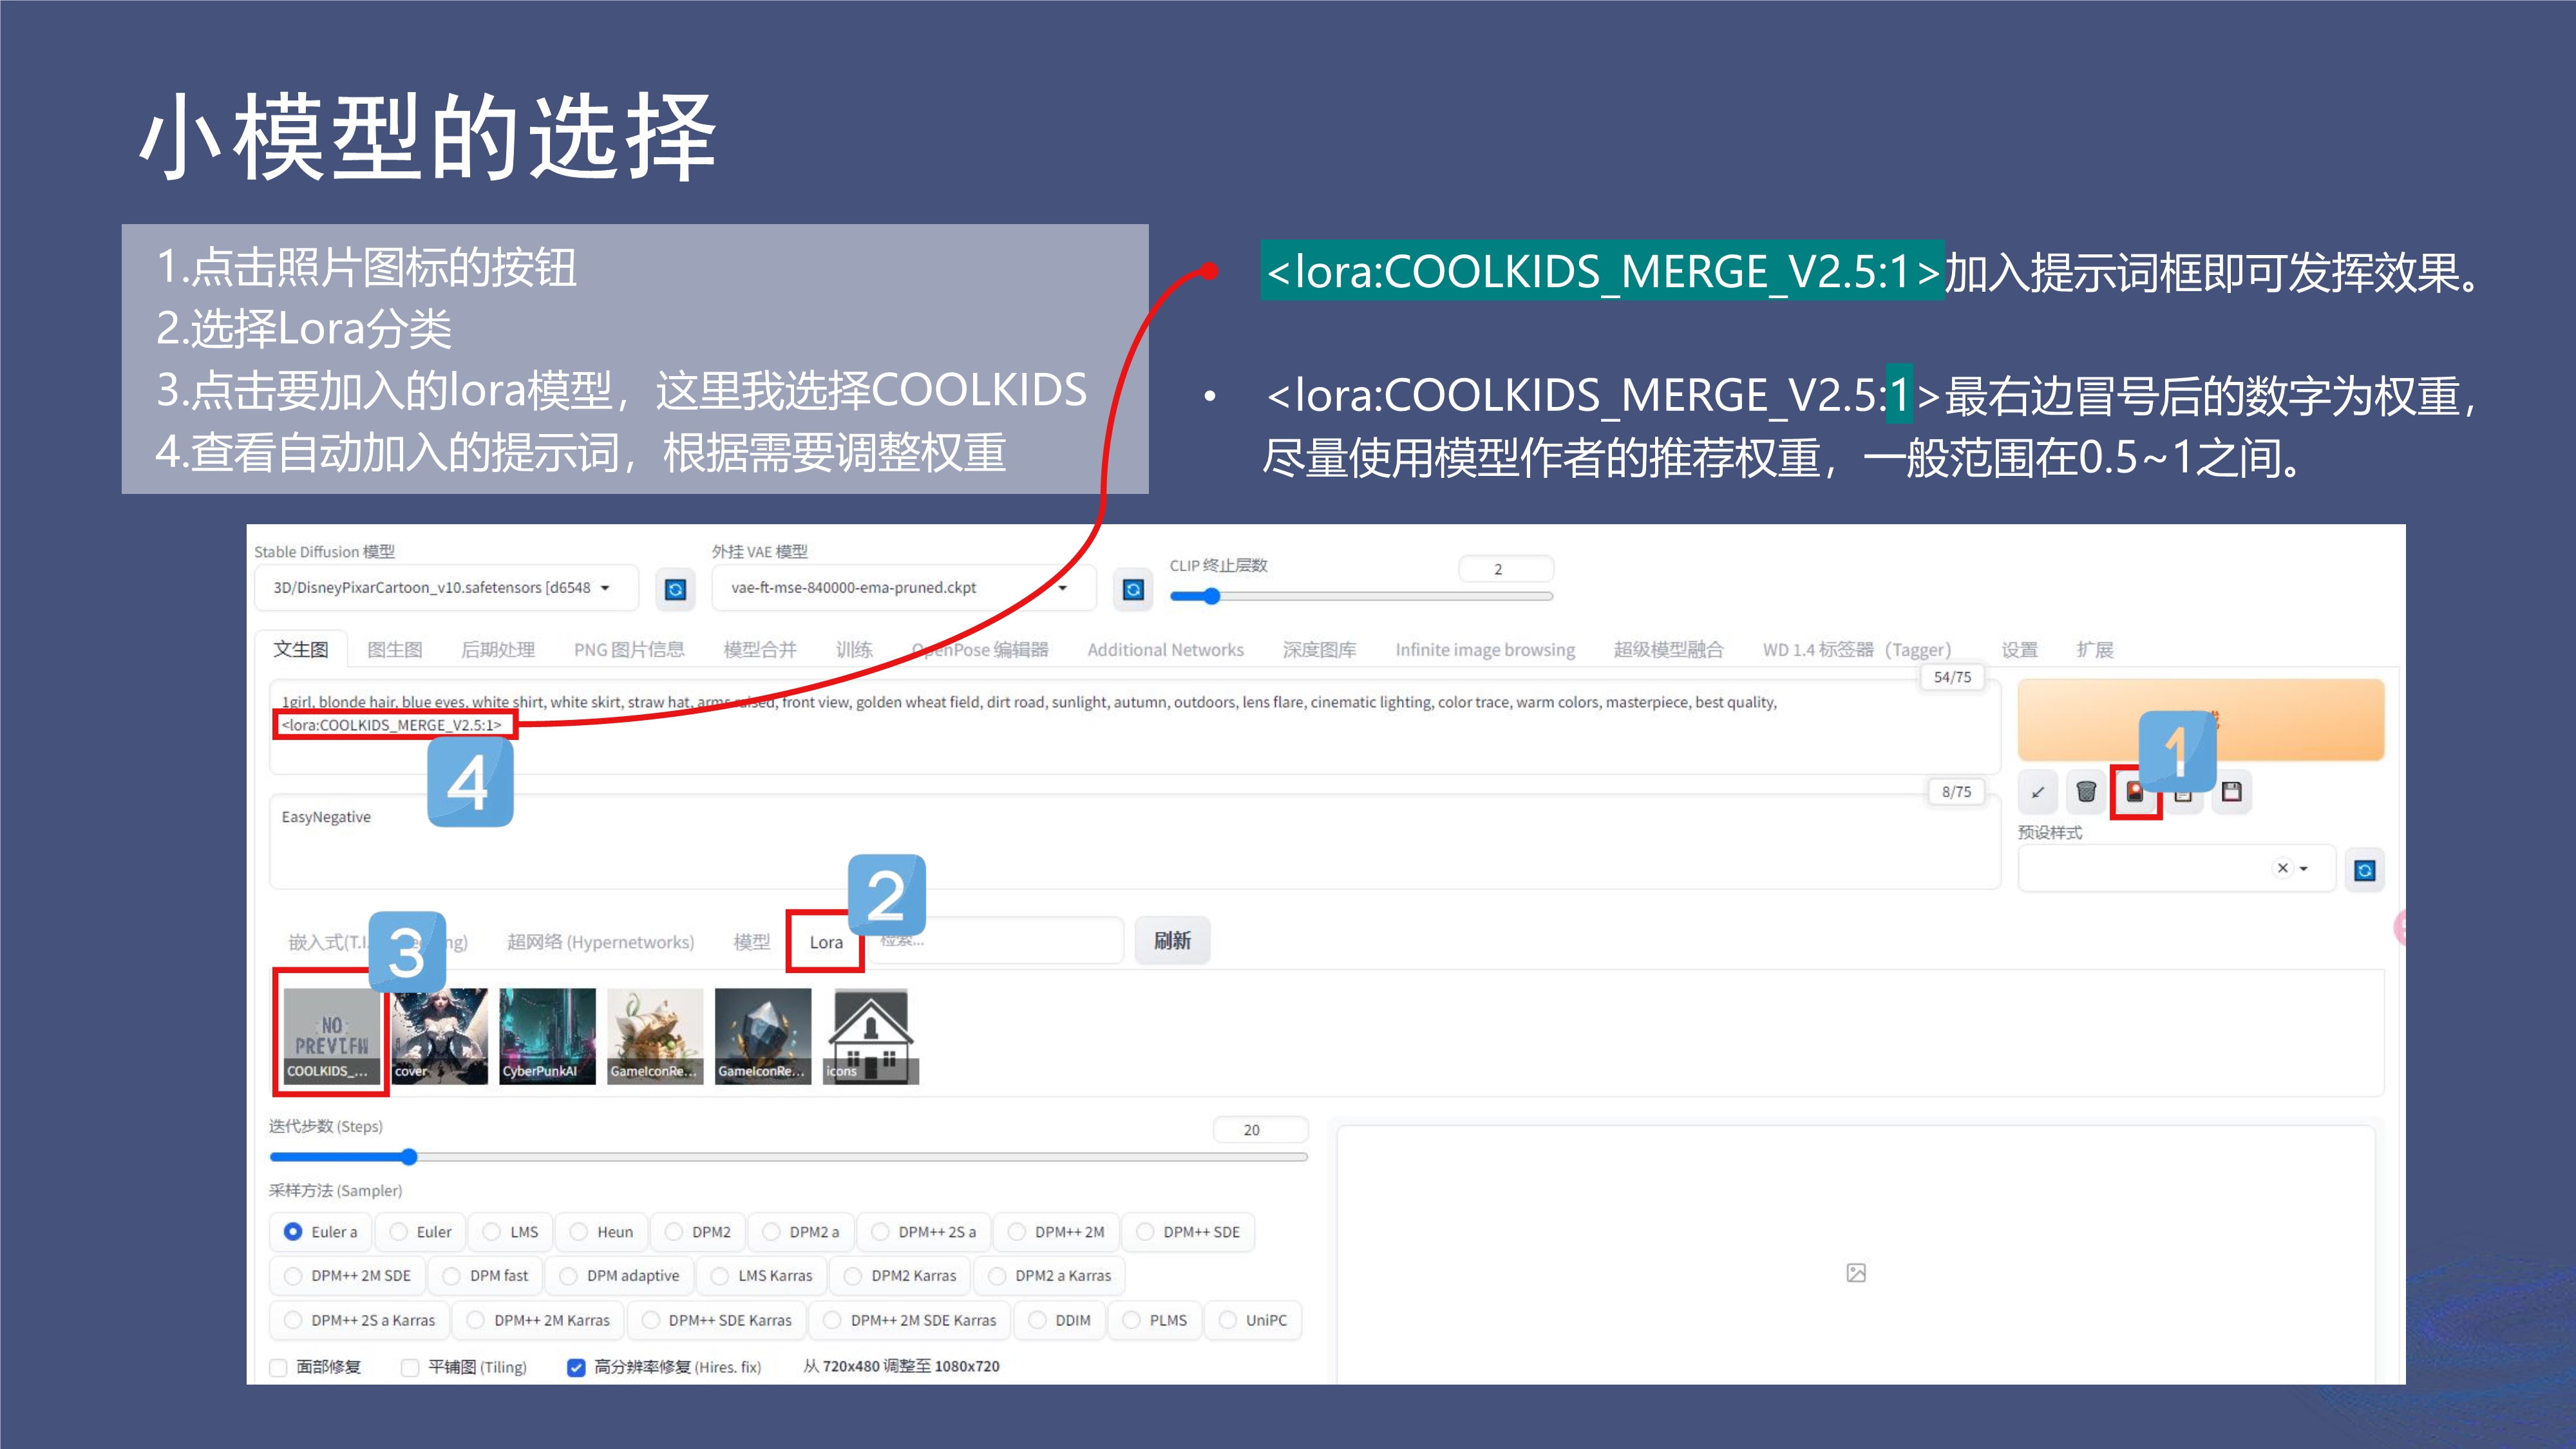 小模型的选择
1.点击照片图标的按钮
2.选择Lora分类
3.点击要加入的lora模型，这里我选择COOLKIDS
4.查看自动加入的提示词，根据需要调整权重
<lora:COOLKIDS_MERGE_V2.5:1>加入提示词框即可发挥效果。
• <lora:COOLKIDS_MERGE_V2.5:1>最右边冒号后的数字为权重，
尽量使用模型作者的推荐权重，一般范围在0.5~1之间。
Stable Diffusion 模型
外挂 VAE 模型
CLIP 终止层数
2
3D/DisneyPixarCartoon_v10.safetensors [d6548
vae-ft-mse-840000-ema-pruned.ckpt
文生图 图生图 后期处理 PNG 图片信息 模型合并 训练 OpenPose 编辑器 Additional Networks 深度图库 Infinite image browsing 超级模型融合 WD 1.4 标签器（Tagger） 设置 扩展
54/75
1girl, blonde hair, blue eyes, white shirt, white skirt, straw hat, arms raised, front view, golden wheat field, dirt road, sunlight, autumn, outdoors, lens flare, cinematic lighting, color trace, warm colors, masterpiece, best quality,
<lora:COOLKIDS_MERGE_V2.5:1>
4
1
8/75
EasyNegative
预设样式
2
3
嵌入式(T.I. ng) 超网络 (Hypernetworks) 模型 Lora 检索... 刷新
NO
PREVIEW
COOLKIDS_... cover CyberPunkAI GameIconRe... GameIconRe... icons
迭代步数 (Steps)
20
采样方法 (Sampler)
Euler a Euler LMS Heun DPM2 DPM2 a DPM++ 2S a DPM++ 2M DPM++ SDE
DPM++ 2M SDE DPM fast DPM adaptive LMS Karras DPM2 Karras DPM2 a Karras
DPM++ 2S a Karras DPM++ 2M Karras DPM++ SDE Karras DPM++ 2M SDE Karras DDIM PLMS UniPC
面部修复 平铺图 (Tiling) 高分辨率修复 (Hires. fix) 从 720x480 调整至 1080x720